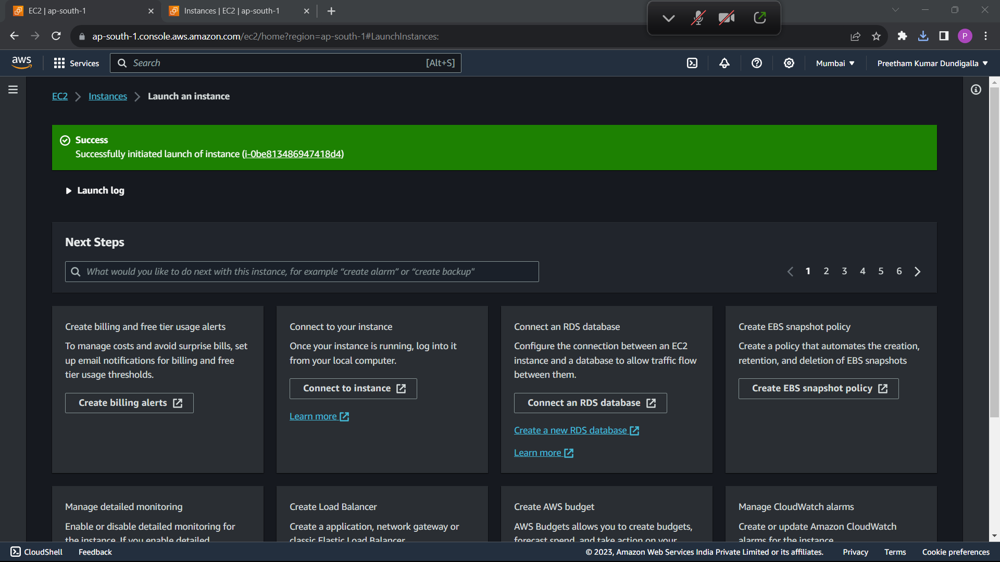 EC2 | ap-south-1
Instances | EC2 | ap-south-1
ap-south-1.console.aws.amazon.com/ec2/home?region=ap-south-1#LaunchInstances:
P
aws
Services
Search
[Alt+S]
Mumbai
Preetham Kumar Dundigalla
EC2 > Instances > Launch an instance
Success
Successfully initiated launch of instance (i-0be813486947418d4)
Launch log
Next Steps
What would you like to do next with this instance, for example “create alarm” or “create backup"
1 2 3 4 5 6
Create billing and free tier usage alerts
To manage costs and avoid surprise bills, set
up email notifications for billing and free
tier usage thresholds.
Create billing alerts
Connect to your instance
Once your instance is running, log into it
from your local computer.
Connect to instance
Learn more
Connect an RDS database
Configure the connection between an EC2
instance and a database to allow traffic flow
between them.
Connect an RDS database
Create a new RDS database
Learn more
Create EBS snapshot policy
Create a policy that automates the creation,
retention, and deletion of EBS snapshots
Create EBS snapshot policy
Manage detailed monitoring
Enable or disable detailed monitoring for
the instance. If you enable detailed
Create Load Balancer
Create a application, network gateway or
classic Elastic Load Balancer
Create AWS budget
AWS Budgets allows you to create budgets,
forecast spend, and take action on your
Manage CloudWatch alarms
Create or update Amazon CloudWatch
alarms for the instance.
CloudShell
Feedback
© 2023, Amazon Web Services India Private Limited or its affiliates.
Privacy
Terms
Cookie preferences